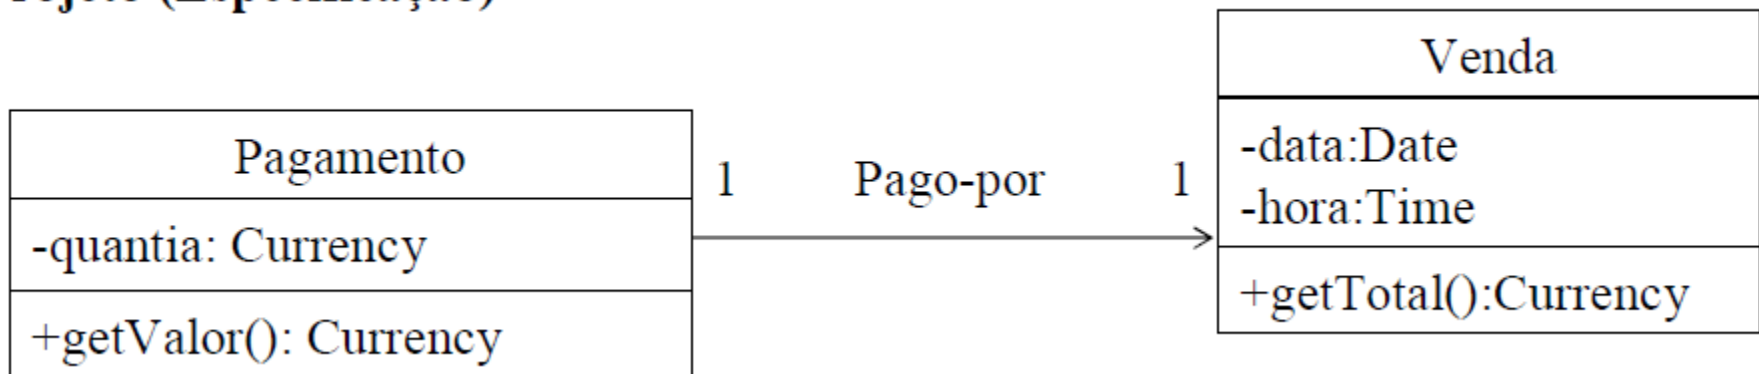 Venda
Pagamento
-quantia: Currency
+getValor(): Currency
1 Pago-por 1
-data:Date
-hora:Time
+getTotal():Currency